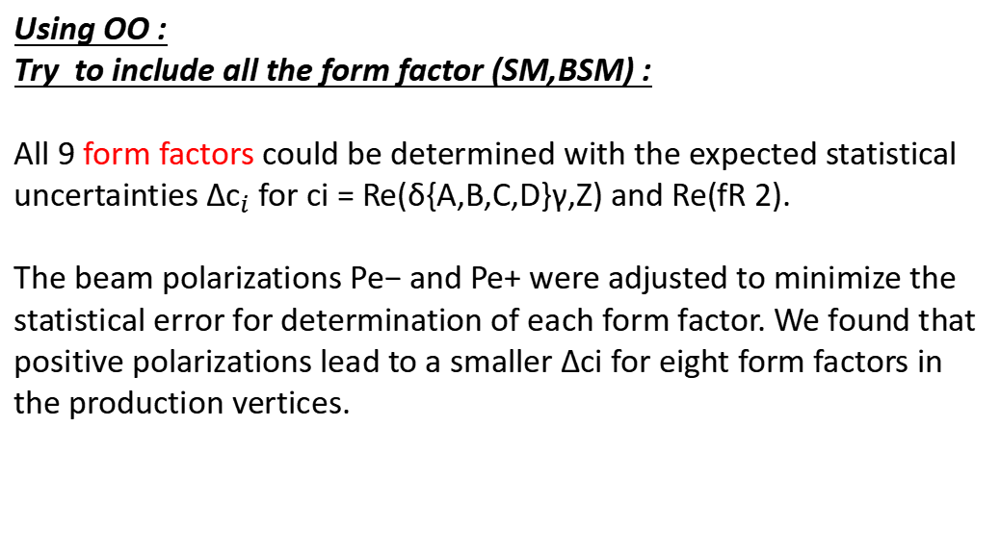 Using OO :
Try  to include all the form factor (SM,BSM) :
All 9 form factors could be determined with the expected statistical
uncertainties Δc𝑖 for ci = Re(δ{A,B,C,D}γ,Z) and Re(fR 2).
The beam polarizations Pe− and Pe+ were adjusted to minimize the
statistical error for determination of each form factor. We found that
positive polarizations lead to a smaller Δci for eight form factors in
the production vertices.